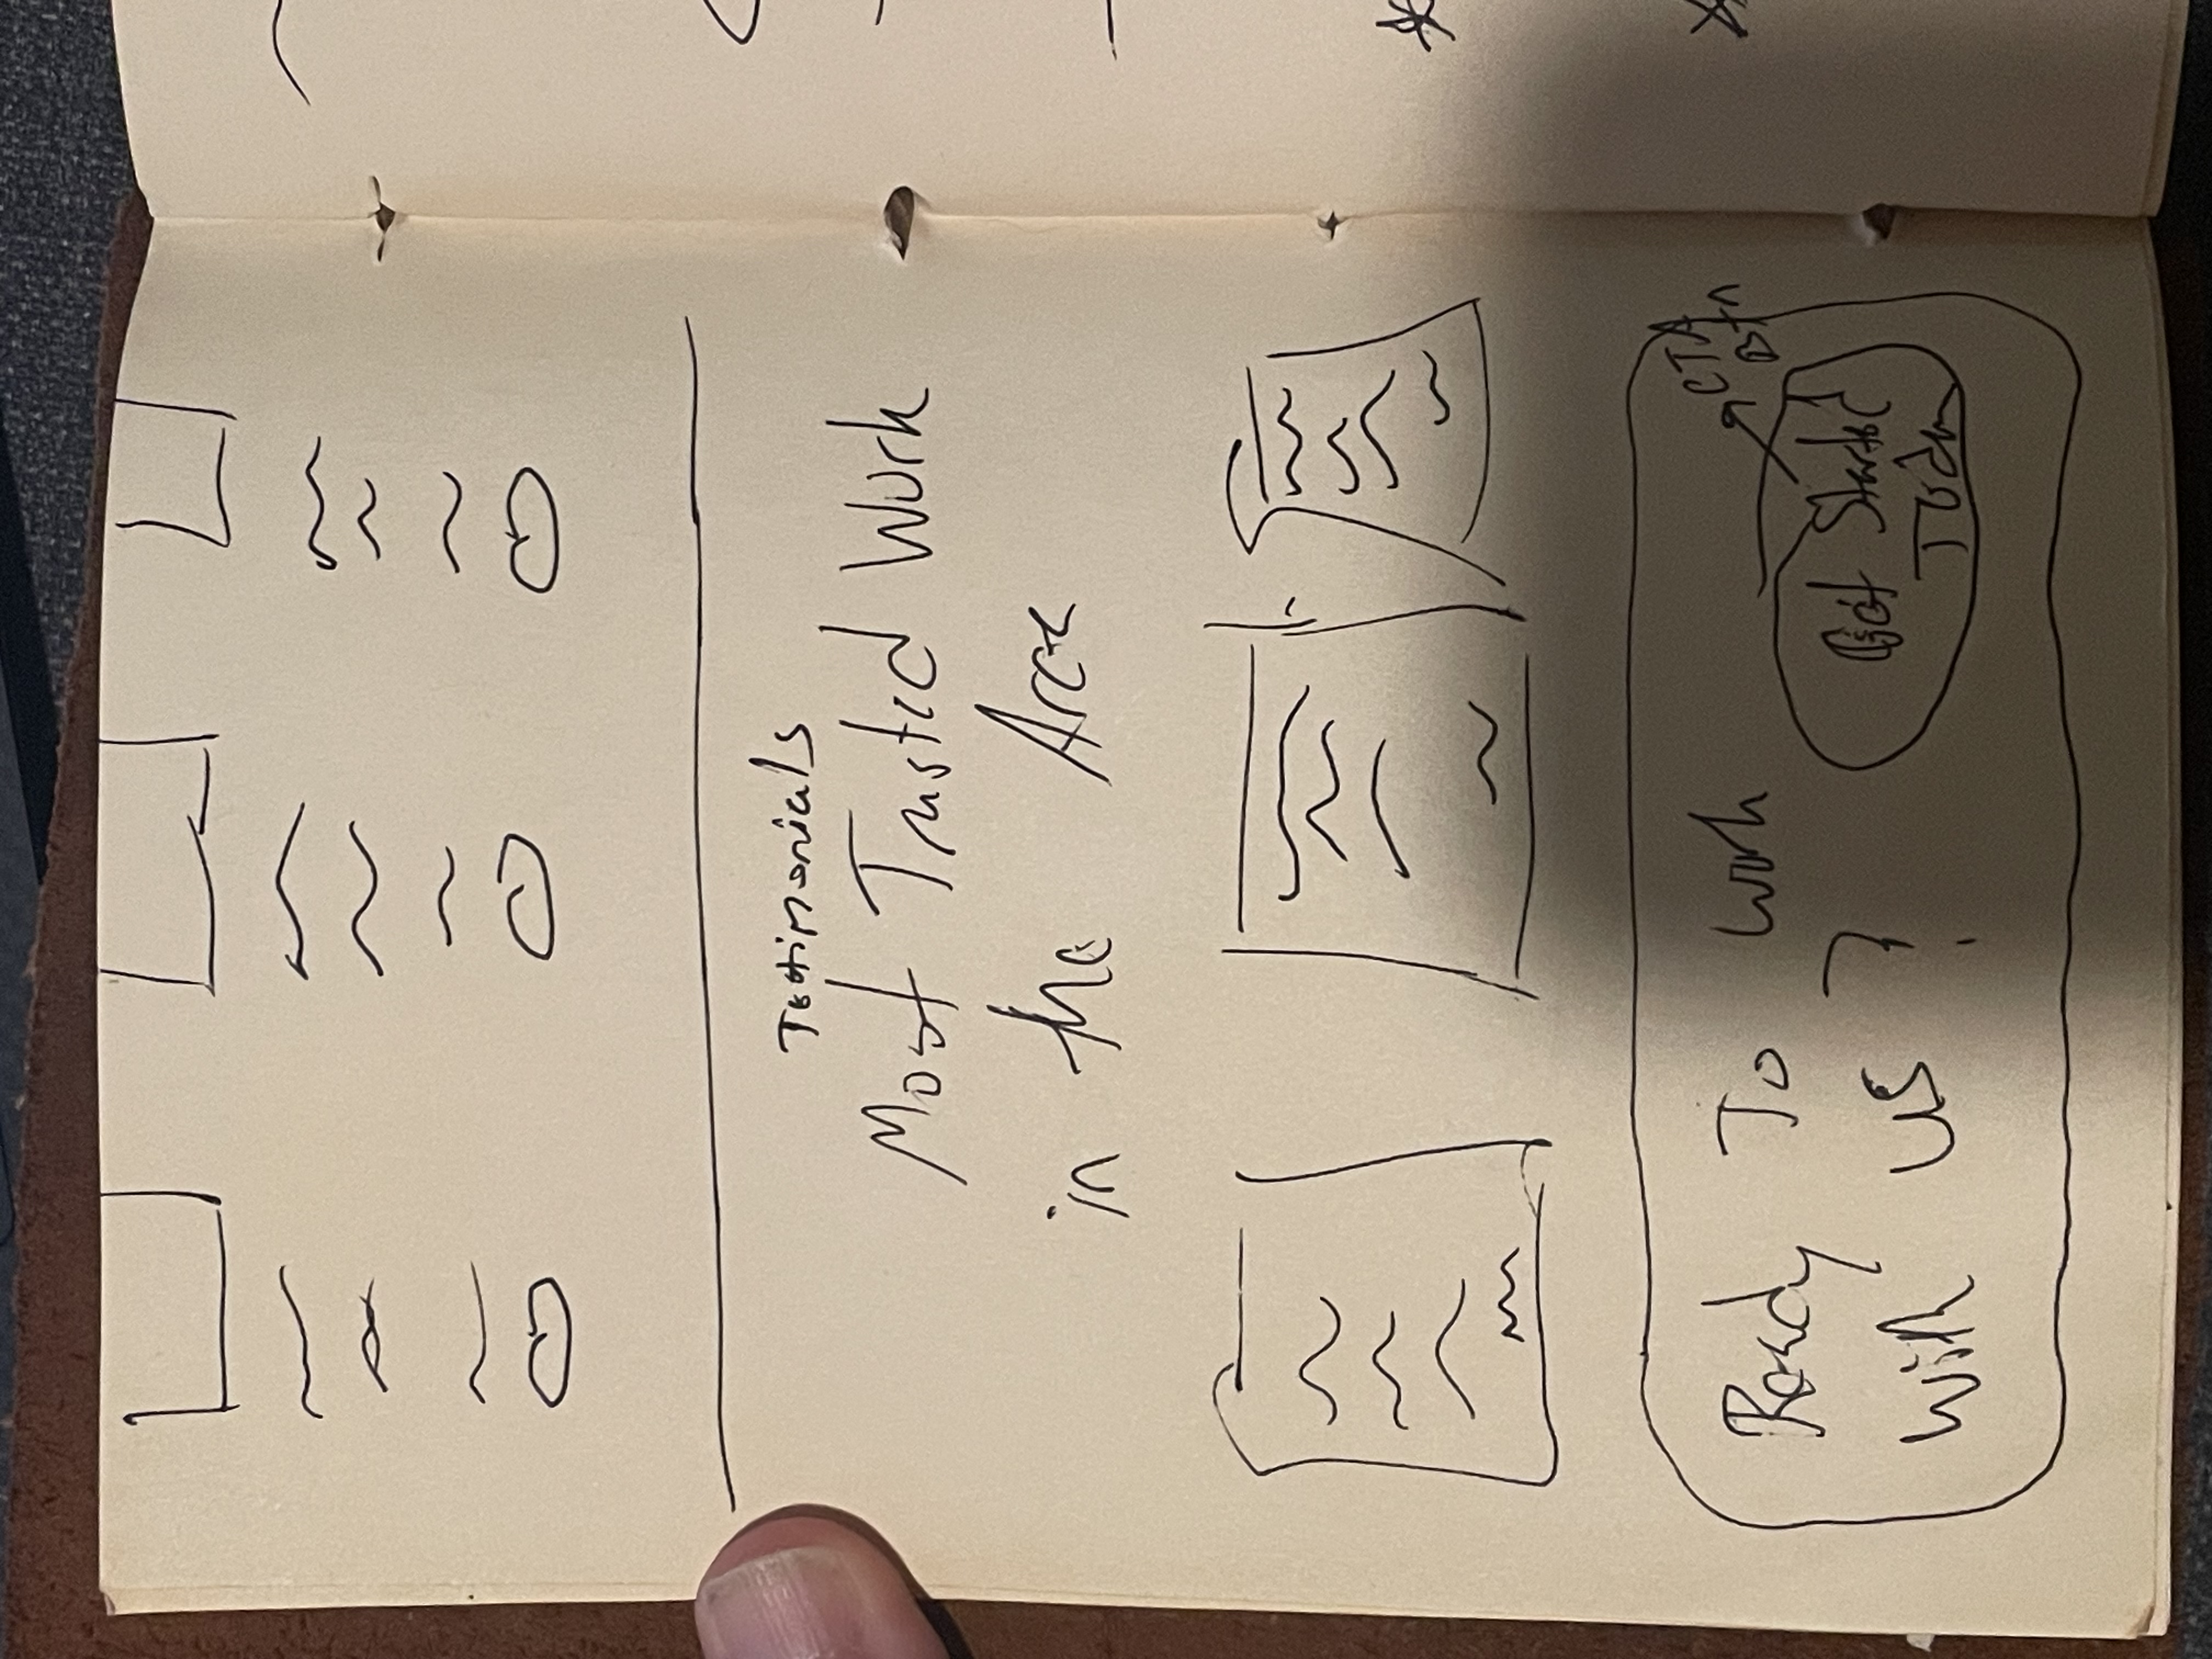 Testimonials
Most Trusted Work
in the Area
Ready To work
with us ?
CTA
Btn
Get Started
Today